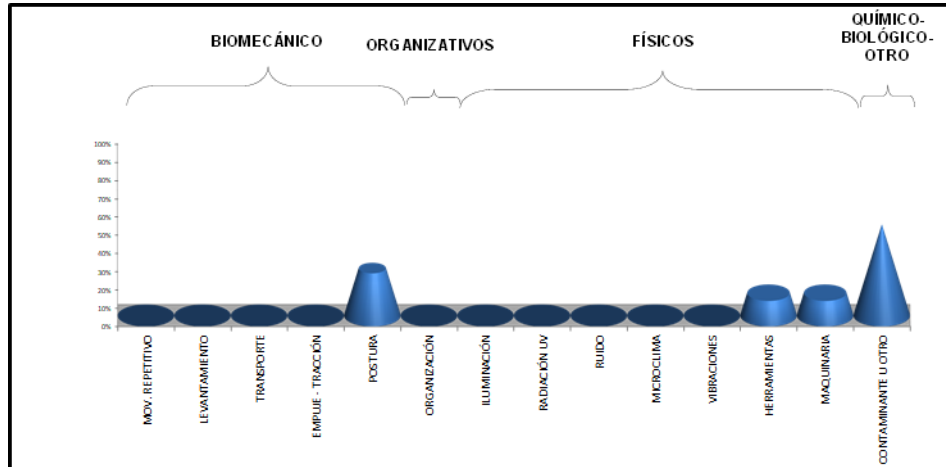 BIOMECÁNICO
ORGANIZATIVOS
FÍSICOS
QUÍMICO-
BIOLÓGICO-
OTRO
100%
90%
80%
70%
60%
50%
40%
30%
20%
10%
0%
MOV. REPETITIVO
LEVANTAMIENTO
TRANSPORTE
EMPUJE - TRACCIÓN
POSTURA
ORGANIZACIÓN
ILUMINACIÓN
RADIACIÓN UV
RUIDO
MICROCLIMA
VIBRACIONES
HERRAMIENTAS
MAQUINARIA
CONTAMINANTE U OTRO